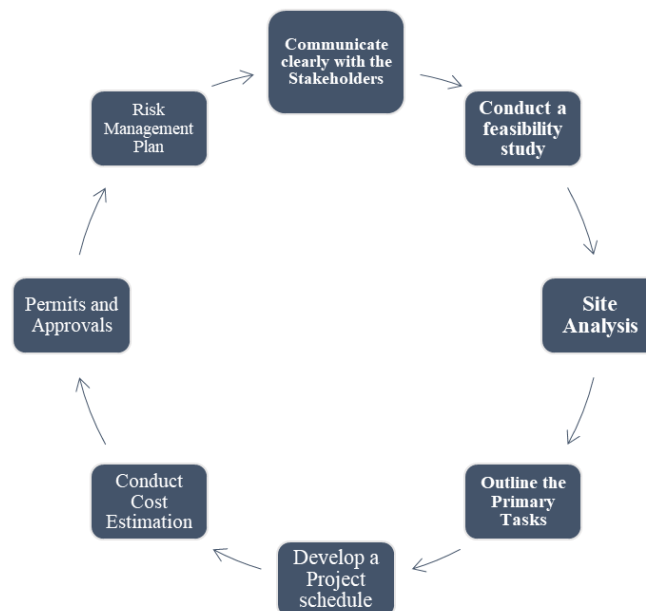 Communicate
clearly with the
Stakeholders
Conduct a
feasibility
study
Site
Analysis
Outline the
Primary
Tasks
Develop a
Project
schedule
Conduct
Cost
Estimation
Permits and
Approvals
Risk
Management
Plan